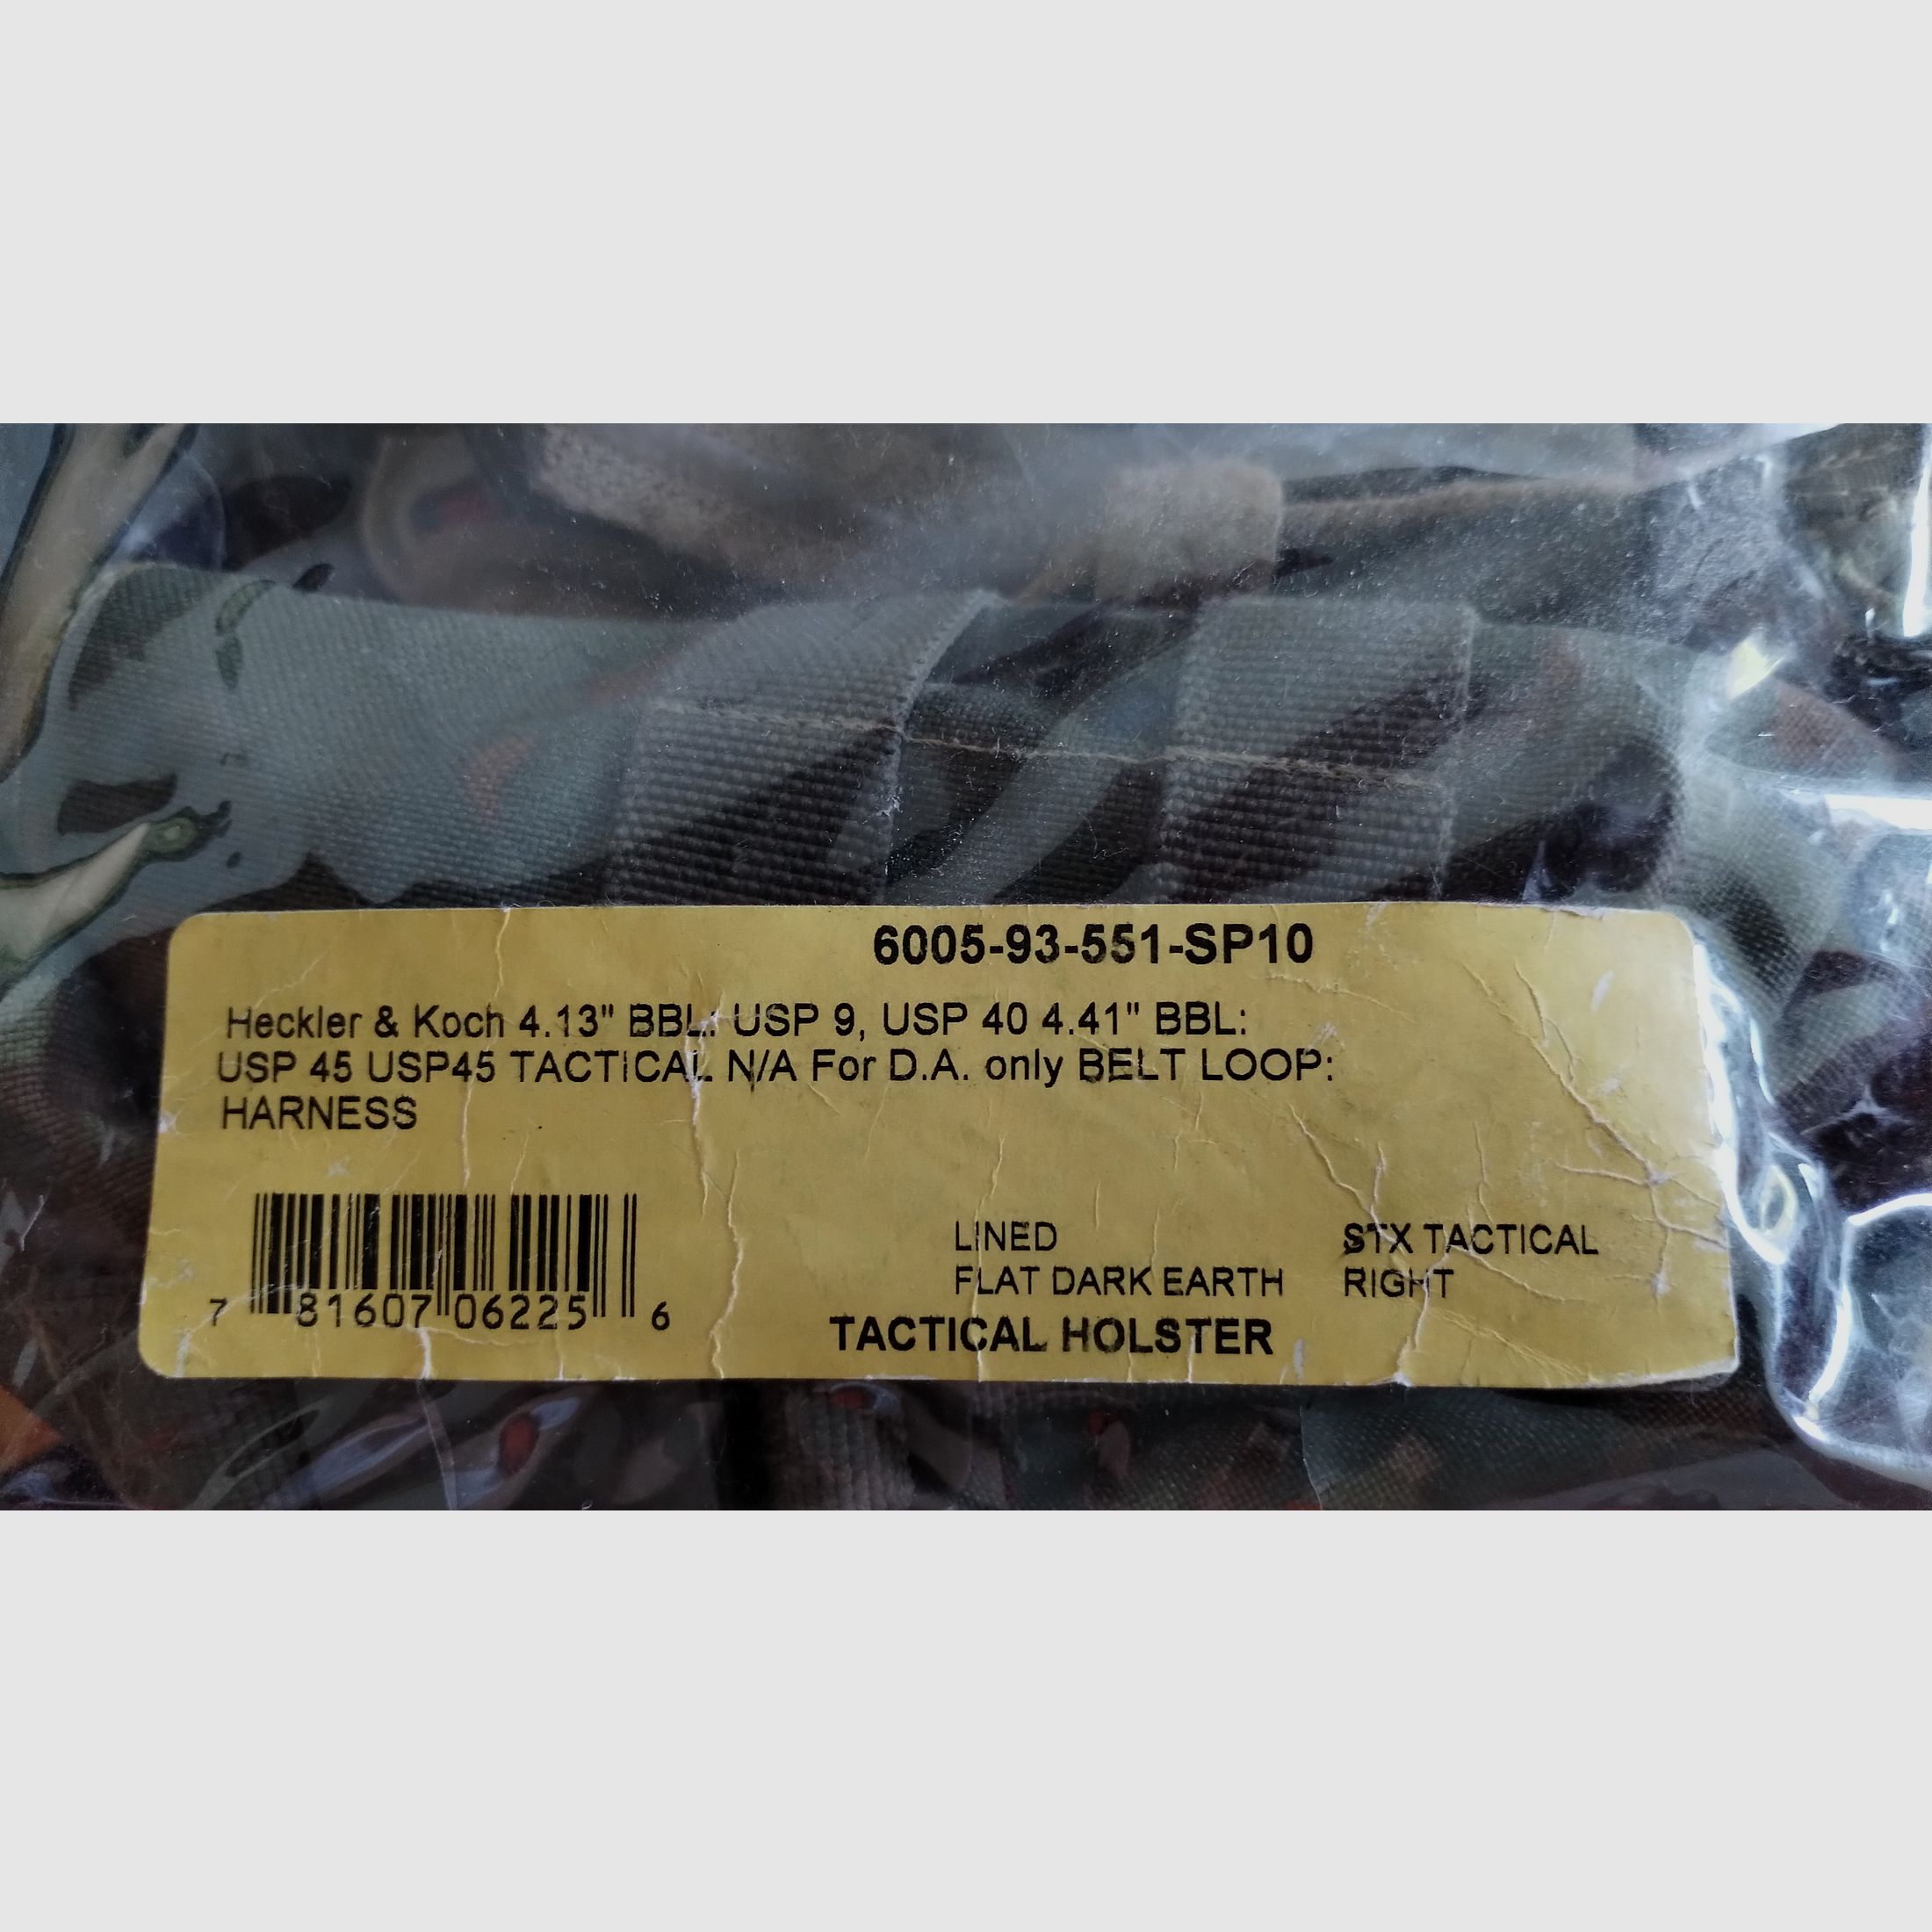 6005-93-551-SP10
Heckler & Koch 4.13" BBL: USP 9, USP 40 4.41" BBL:
USP 45 USP45 TACTICAL N/A For D.A. only BELT LOOP:
HARNESS
LINED STX TACTICAL
FLAT DARK EARTH RIGHT
7 81607 06225 6
TACTICAL HOLSTER